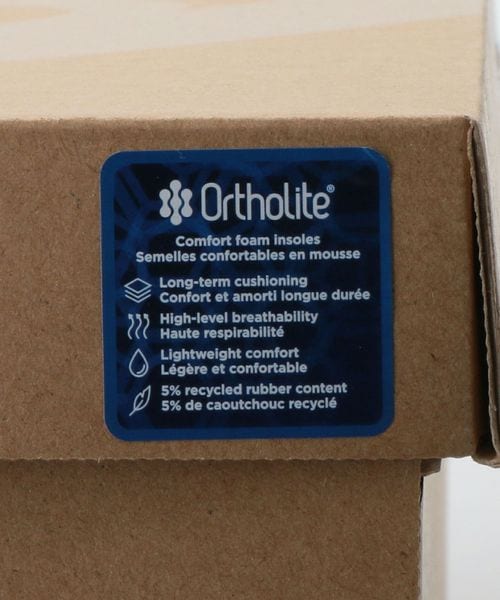 Ortholite®
Comfort foam insoles
Semelles confortables en mousse
Long-term cushioning
Confort et amorti longue durée
High-level breathability
Haute respirabilité
Lightweight comfort
Légère et confortable
5% recycled rubber content
5% de caoutchouc recyclé